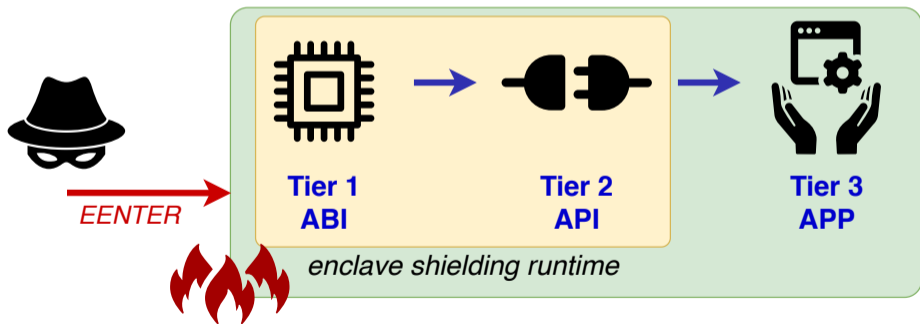 EENTER
Tier 1
ABI
Tier 2
API
Tier 3
APP
enclave shielding runtime